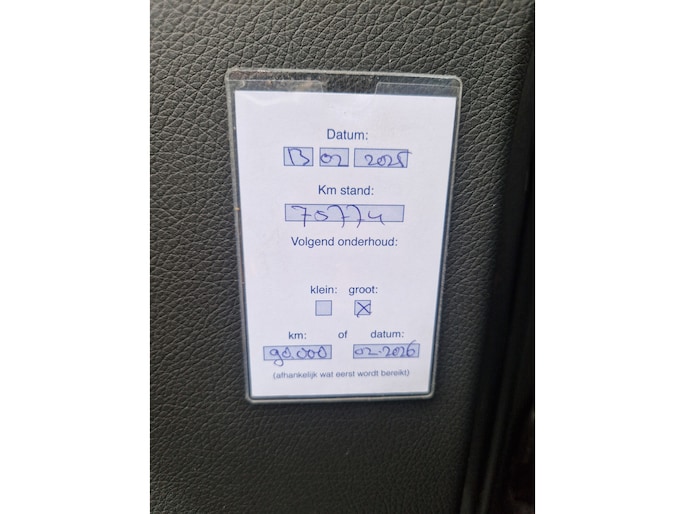 Datum:
13 02 2025
Km stand:
70774
Volgend onderhoud:
klein: groot:
km: of datum:
90.000 02-2026
(afhankelijk wat eerst wordt bereikt)